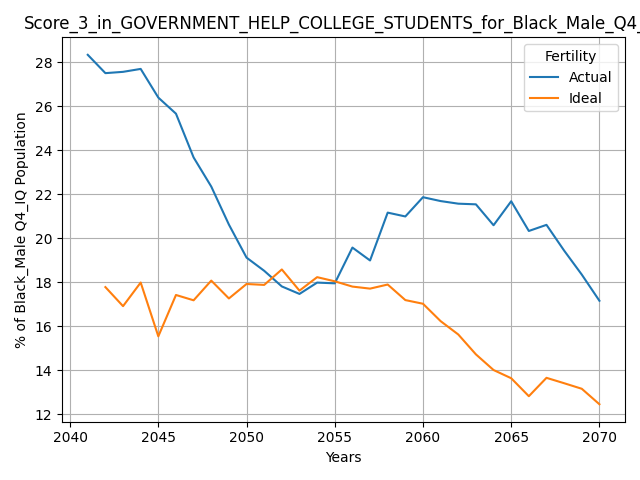 Score_3_in_GOVERNMENT_HELP_COLLEGE_STUDENTS_for_Black_Male_Q4_
Fertility
Actual
Ideal
% of Black_Male Q4_IQ Population
28
26
24
22
20
18
16
14
12
2040 2045 2050 2055 2060 2065 2070
Years